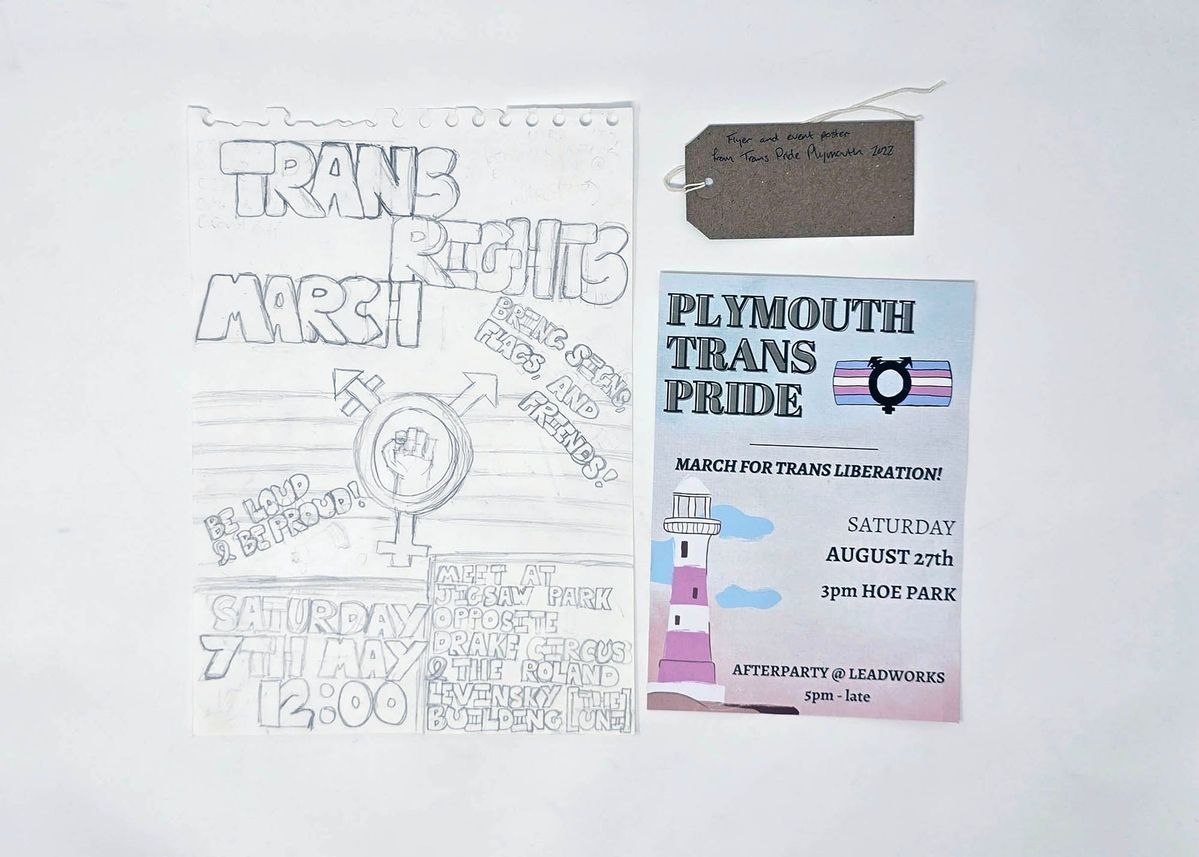 TRANS
RIGHTS
MARCH
BRING SIGNS,
FLAGS, AND
FRIENDS!
BE LOUD
& BE PROUD!
SATURDAY
7TH MAY
12:00
MEET AT
JIGSAW PARK
OPPOSITE
DRAKE CIRCUS
& THE ROLAND
LEVINSKY [THE]
BUILDING [UNI]
Flyer and event poster
from Trans Pride Plymouth 2022
PLYMOUTH
TRANS
PRIDE
MARCH FOR TRANS LIBERATION!
SATURDAY
AUGUST 27th
3pm HOE PARK
AFTERPARTY @ LEADWORKS
5pm - late